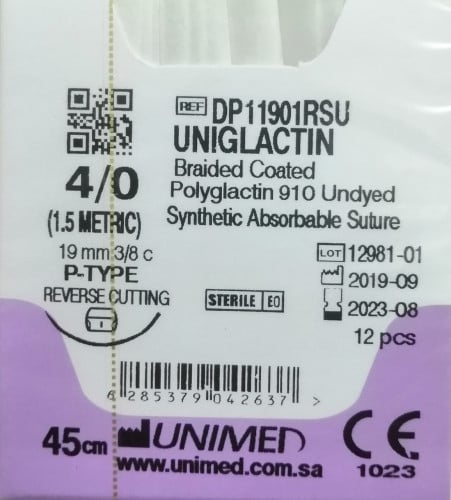 REF DP11901RSU
UNIGLACTIN
Braided Coated
4/0 Polyglactin 910 Undyed
(1.5 METRIC) Synthetic Absorbable Suture
19 mm 3/8 c LOT 12981-01
P-TYPE 2019-09
REVERSE CUTTING STERILE EO 2023-08
12 pcs
6 285379 042637 >
45cm UNIMED CE
www.unimed.com.sa 1023